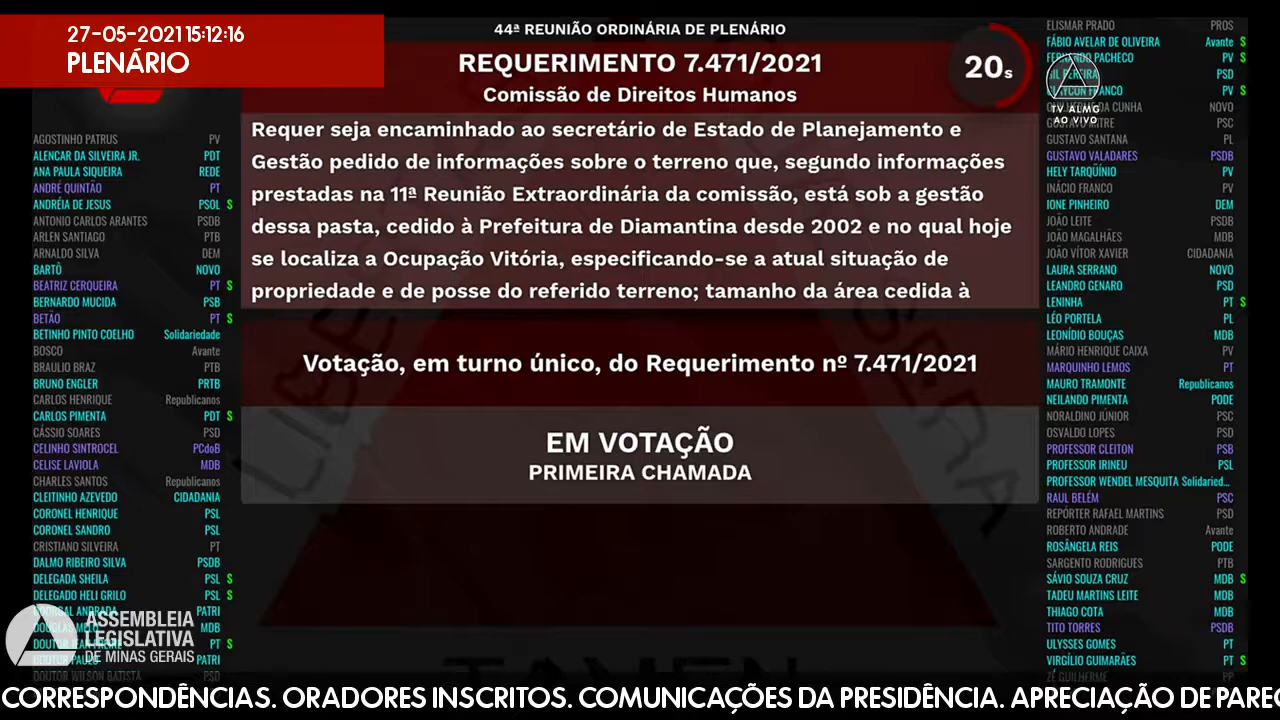 27-05-2021 15:12:16
PLENÁRIO
44ª REUNIÃO ORDINÁRIA DE PLENÁRIO
REQUERIMENTO 7.471/2021
Comissão de Direitos Humanos
20s
Requer seja encaminhado ao secretário de Estado de Planejamento e
Gestão pedido de informações sobre o terreno que, segundo informações
prestadas na 11ª Reunião Extraordinária da comissão, está sob a gestão
dessa pasta, cedido à Prefeitura de Diamantina desde 2002 e no qual hoje
se localiza a Ocupação Vitória, especificando-se a atual situação de
propriedade e de posse do referido terreno; tamanho da área cedida à
Votação, em turno único, do Requerimento nº 7.471/2021
EM VOTAÇÃO
PRIMEIRA CHAMADA
AGOSTINHO PATRUS PV
ALENCAR DA SILVEIRA JR. PDT
ANA PAULA SIQUEIRA REDE
ANDRÉ QUINTÃO PT
ANDRÉIA DE JESUS PSOL S
ANTONIO CARLOS ARANTES PSDB
ARLEN SANTIAGO PTB
ARNALDO SILVA DEM
BARTÔ NOVO
BEATRIZ CERQUEIRA PT S
BERNARDO MUCIDA PSB
BETÃO PT S
BETINHO PINTO COELHO Solidariedade
BOSCO Avante
BRAULIO BRAZ PTB
BRUNO ENGLER PRTB
CARLOS HENRIQUE Republicanos
CARLOS PIMENTA PDT S
CÁSSIO SOARES PSD
CELINHO SINTROCEL PCdoB
CELISE LAVIOLA MDB
CHARLES SANTOS Republicanos
CLEITINHO AZEVEDO CIDADANIA
CORONEL HENRIQUE PSL
CORONEL SANDRO PSL
CRISTIANO SILVEIRA PT
DALMO RIBEIRO SILVA PSDB
DELEGADA SHEILA PSL S
DELEGADO HELI GRILO PSL S
PATRI
MDB
PT S
PATRI
DOUTOR WILSON BATISTA PSD
ELISMAR PRADO PROS
FÁBIO AVELAR DE OLIVEIRA Avante S
FERNANDO PACHECO PV S
GIL PEREIRA PSD
GLAYCON FRANCO PV S
GUILHERME DA CUNHA NOVO
GUSTAVO MITRE PSC
GUSTAVO SANTANA PL
GUSTAVO VALADARES PSDB
HELY TARQÜÍNIO PV
INÁCIO FRANCO PV
IONE PINHEIRO DEM
JOÃO LEITE PSDB
JOÃO MAGALHÃES MDB
JOÃO VÍTOR XAVIER CIDADANIA
LAURA SERRANO NOVO
LEANDRO GENARO PSD
LENINHA PT S
LÉO PORTELA PL
LEONÍDIO BOUÇAS MDB
MÁRIO HENRIQUE CAIXA PV
MARQUINHO LEMOS PT
MAURO TRAMONTE Republicanos
NEILANDO PIMENTA PODE
NORALDINO JÚNIOR PSC
OSVALDO LOPES PSD
PROFESSOR CLEITON PSB
PROFESSOR IRINEU PSL
PROFESSOR WENDEL MESQUITA Solidaried...
RAUL BELÉM PSC
REPÓRTER RAFAEL MARTINS PSD
ROBERTO ANDRADE Avante
ROSÂNGELA REIS PODE
SARGENTO RODRIGUES PTB
SÁVIO SOUZA CRUZ MDB S
TADEU MARTINS LEITE MDB
THIAGO COTA MDB
TITO TORRES PSDB
ULYSSES GOMES PT
VIRGÍLIO GUIMARÃES PT S
ZÉ GUILHERME PP
TV ALMG
AO VIVO
ASSEMBLEIA
LEGISLATIVA
DE MINAS GERAIS
CORRESPONDÊNCIAS. ORADORES INSCRITOS. COMUNICAÇÕES DA PRESIDÊNCIA. APRECIAÇÃO DE PAREC